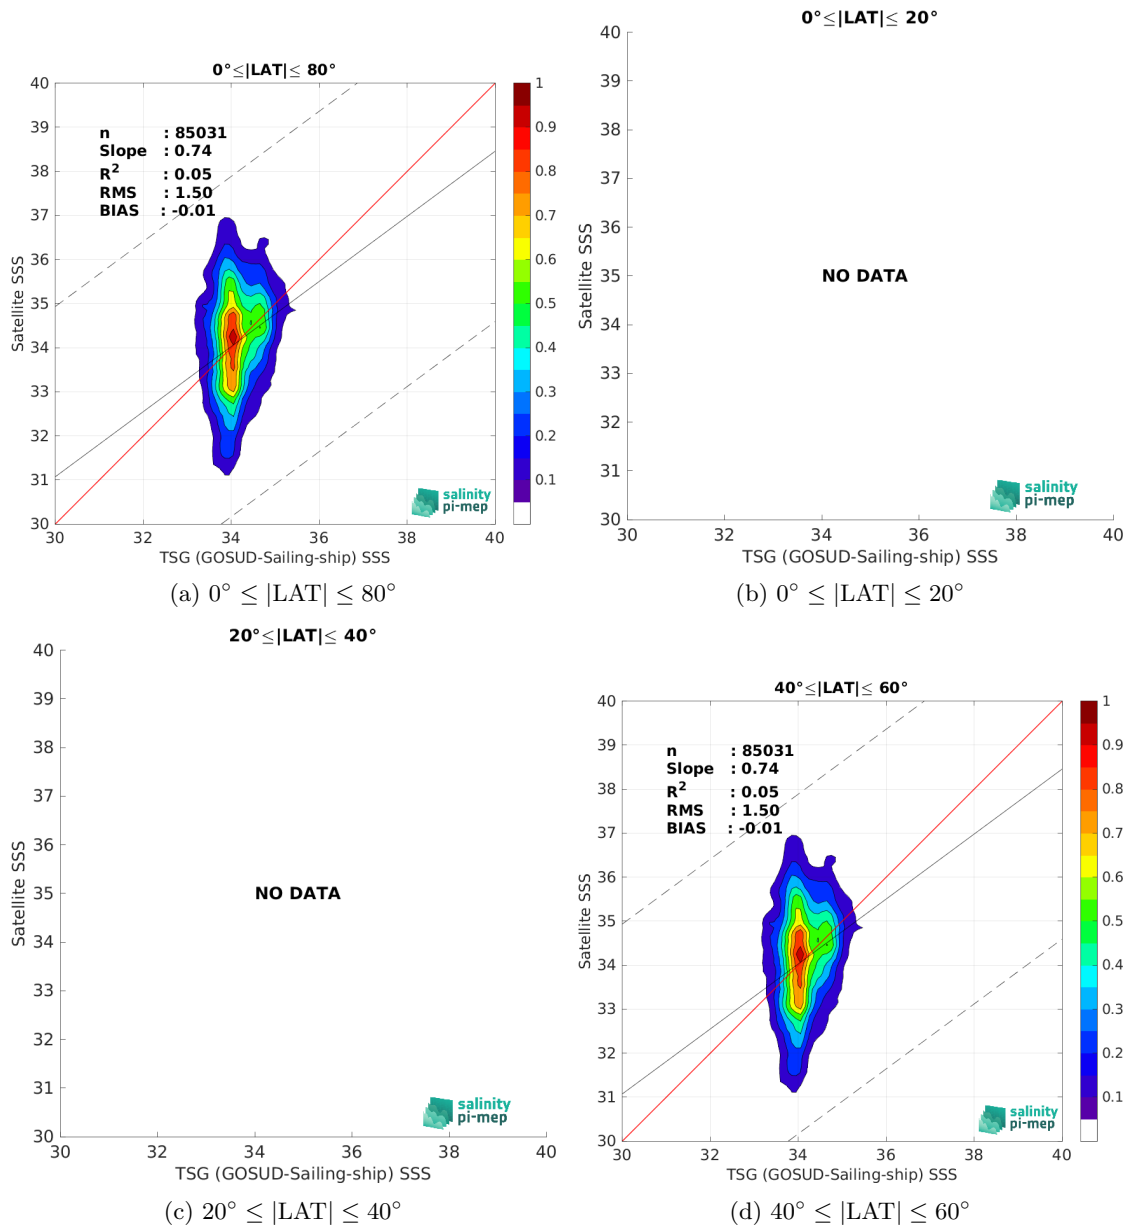 0°≤|LAT|≤ 80°
40
39
38
37
36
35
34
33
32
31
30
Satellite SSS
n : 85031
Slope : 0.74
R² : 0.05
RMS : 1.50
BIAS : -0.01
1
0.9
0.8
0.7
0.6
0.5
0.4
0.3
0.2
0.1
salinity
pi-mep
30 32 34 36 38 40
TSG (GOSUD-Sailing-ship) SSS
(a) 0° ≤ |LAT| ≤ 80°
0°≤|LAT|≤ 20°
40
39
38
37
36
35
34
33
32
31
30
Satellite SSS
NO DATA
salinity
pi-mep
30 32 34 36 38 40
TSG (GOSUD-Sailing-ship) SSS
(b) 0° ≤ |LAT| ≤ 20°
20°≤|LAT|≤ 40°
40
39
38
37
36
35
34
33
32
31
30
Satellite SSS
NO DATA
salinity
pi-mep
30 32 34 36 38 40
TSG (GOSUD-Sailing-ship) SSS
(c) 20° ≤ |LAT| ≤ 40°
40°≤|LAT|≤ 60°
40
39
38
37
36
35
34
33
32
31
30
Satellite SSS
n : 85031
Slope : 0.74
R² : 0.05
RMS : 1.50
BIAS : -0.01
1
0.9
0.8
0.7
0.6
0.5
0.4
0.3
0.2
0.1
salinity
pi-mep
30 32 34 36 38 40
TSG (GOSUD-Sailing-ship) SSS
(d) 40° ≤ |LAT| ≤ 60°